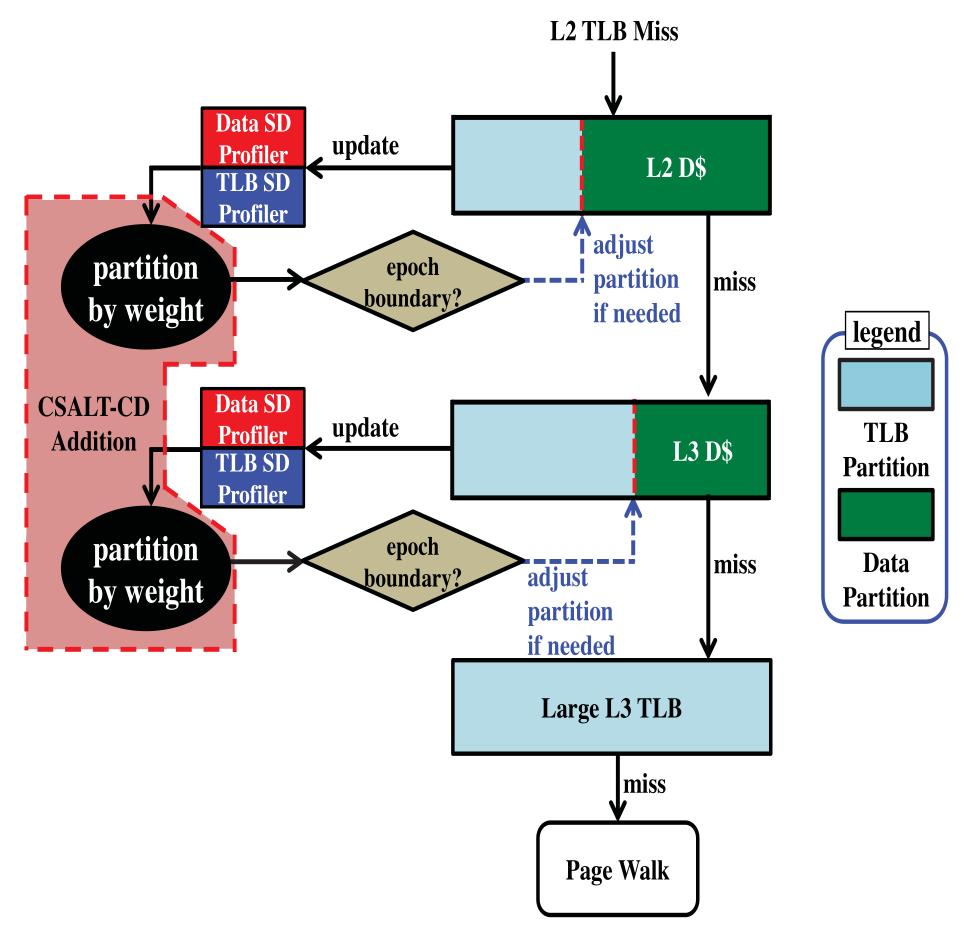 L2 TLB Miss
Data SD
Profiler
TLB SD
Profiler
update
L2 D$
partition
by weight
epoch
boundary?
adjust
partition
if needed
miss
CSALT-CD
Addition
Data SD
Profiler
TLB SD
Profiler
update
L3 D$
partition
by weight
epoch
boundary?
adjust
partition
if needed
miss
Large L3 TLB
miss
Page Walk
legend
TLB
Partition
Data
Partition